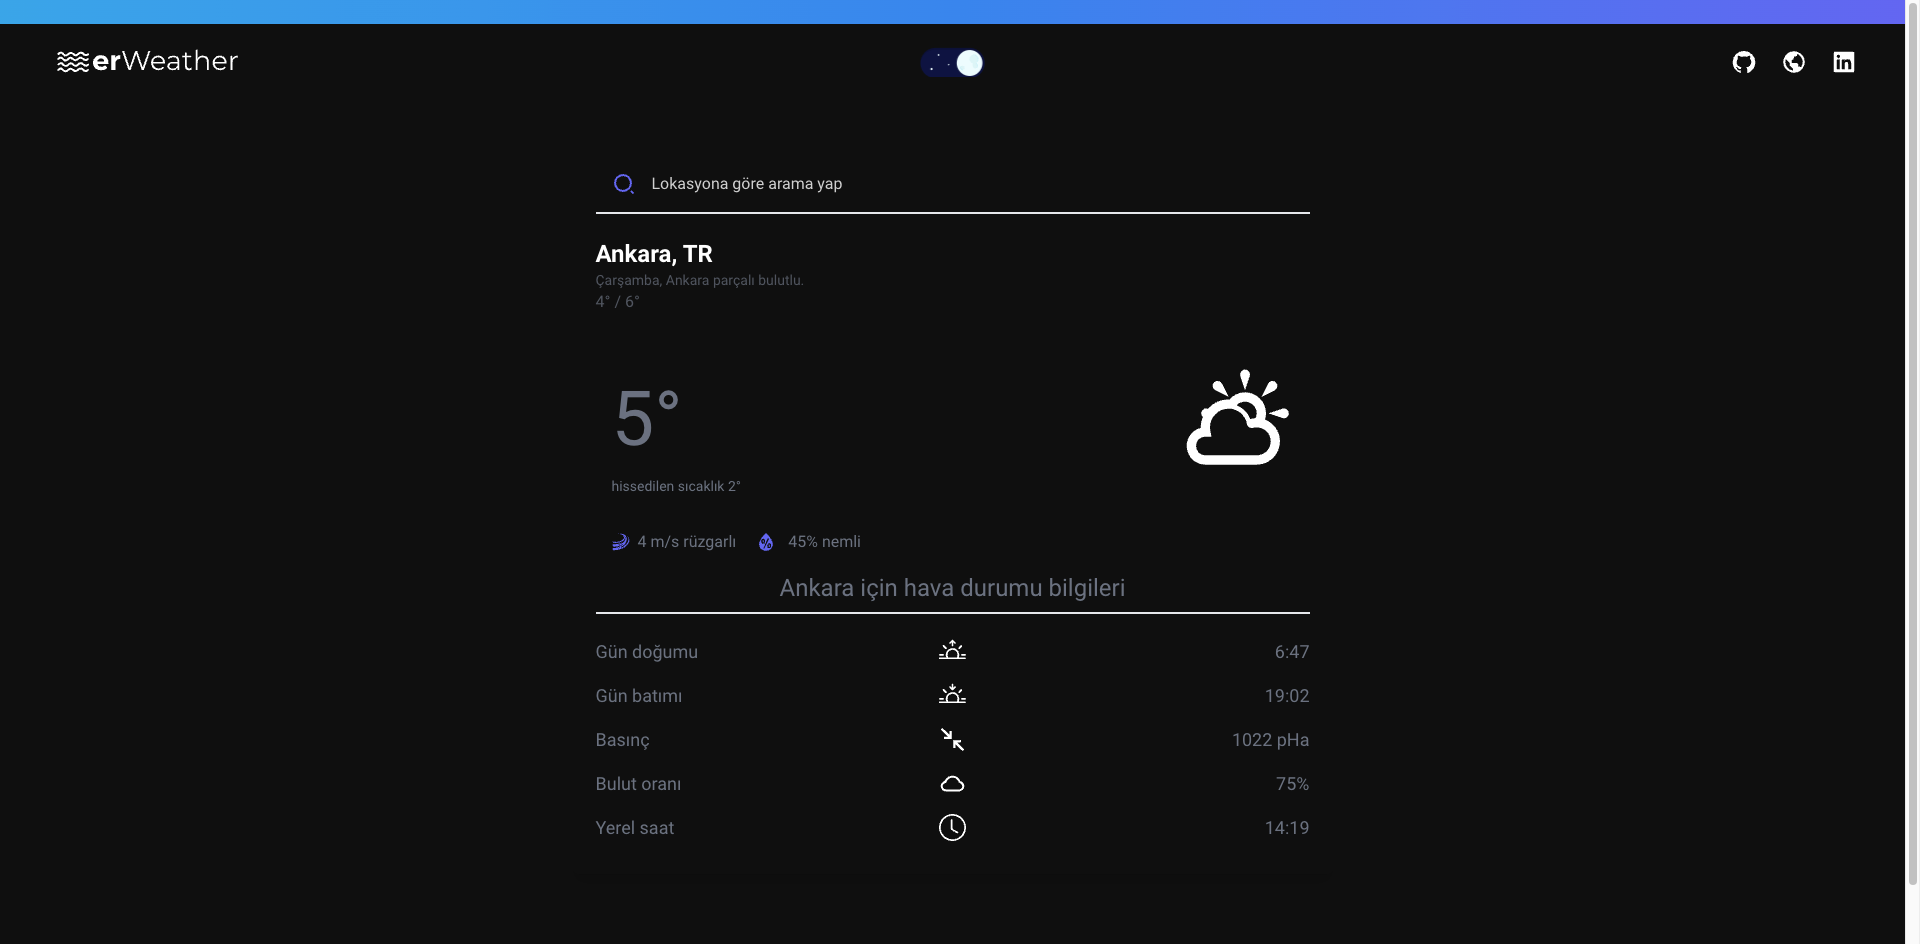 erWeather
Lokasyona göre arama yap
Ankara, TR
Çarşamba, Ankara parçalı bulutlu.
4° / 6°
5°
hissedilen sıcaklık 2°
4 m/s rüzgarlı 45% nemli
Ankara için hava durumu bilgileri
Gün doğumu 6:47
Gün batımı 19:02
Basınç 1022 pHa
Bulut oranı 75%
Yerel saat 14:19